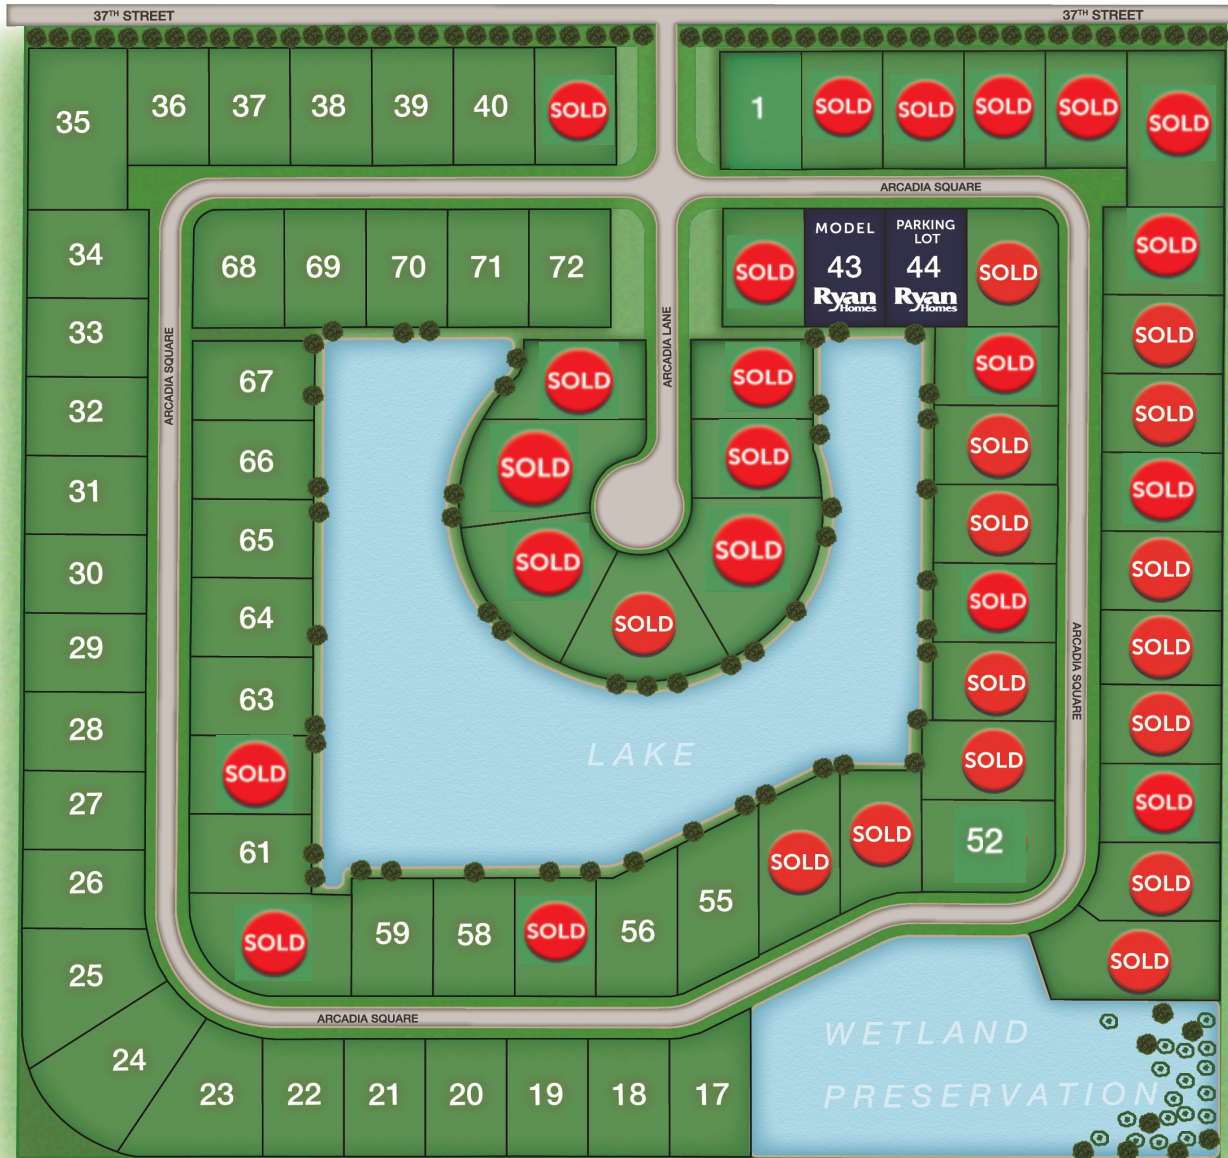 37TH STREET
37TH STREET
35
36
37
38
39
40
SOLD
1
SOLD
SOLD
SOLD
SOLD
SOLD
ARCADIA SQUARE
34
68
69
70
71
72
SOLD
MODEL
43
Ryan
Homes
PARKING
LOT
44
Ryan
Homes
SOLD
SOLD
33
ARCADIA SQUARE
ARCADIA LANE
67
SOLD
SOLD
SOLD
SOLD
32
66
SOLD
SOLD
SOLD
SOLD
31
65
SOLD
SOLD
SOLD
SOLD
30
64
SOLD
SOLD
SOLD
29
63
SOLD
ARCADIA SQUARE
SOLD
28
SOLD
LAKE
SOLD
SOLD
27
61
SOLD
SOLD
52
SOLD
26
SOLD
SOLD
59
58
SOLD
56
55
SOLD
25
ARCADIA SQUARE
WETLAND
PRESERVATION
24
23
22
21
20
19
18
17